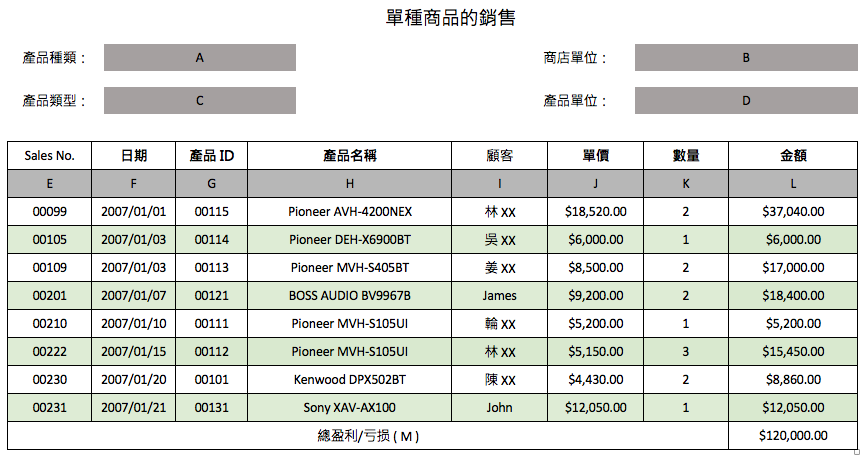 單種商品的銷售
產品種類： A 商店單位： B
產品類型： C 產品單位： D
Sales No. 日期 產品 ID 產品名稱 顧客 單價 數量 金額
E F G H I J K L
00099 2007/01/01 00115 Pioneer AVH-4200NEX 林 XX $18,520.00 2 $37,040.00
00105 2007/01/03 00114 Pioneer DEH-X6900BT 吳 XX $6,000.00 1 $6,000.00
00109 2007/01/03 00113 Pioneer MVH-S405BT 姜 XX $8,500.00 2 $17,000.00
00201 2007/01/07 00121 BOSS AUDIO BV9967B James $9,200.00 2 $18,400.00
00210 2007/01/10 00111 Pioneer MVH-S105UI 輪 XX $5,200.00 1 $5,200.00
00222 2007/01/15 00112 Pioneer MVH-S105UI 林 XX $5,150.00 3 $15,450.00
00230 2007/01/20 00101 Kenwood DPX502BT 陳 XX $4,430.00 2 $8,860.00
00231 2007/01/21 00131 Sony XAV-AX100 John $12,050.00 1 $12,050.00
總盈利/亏损 ( M ) $120,000.00